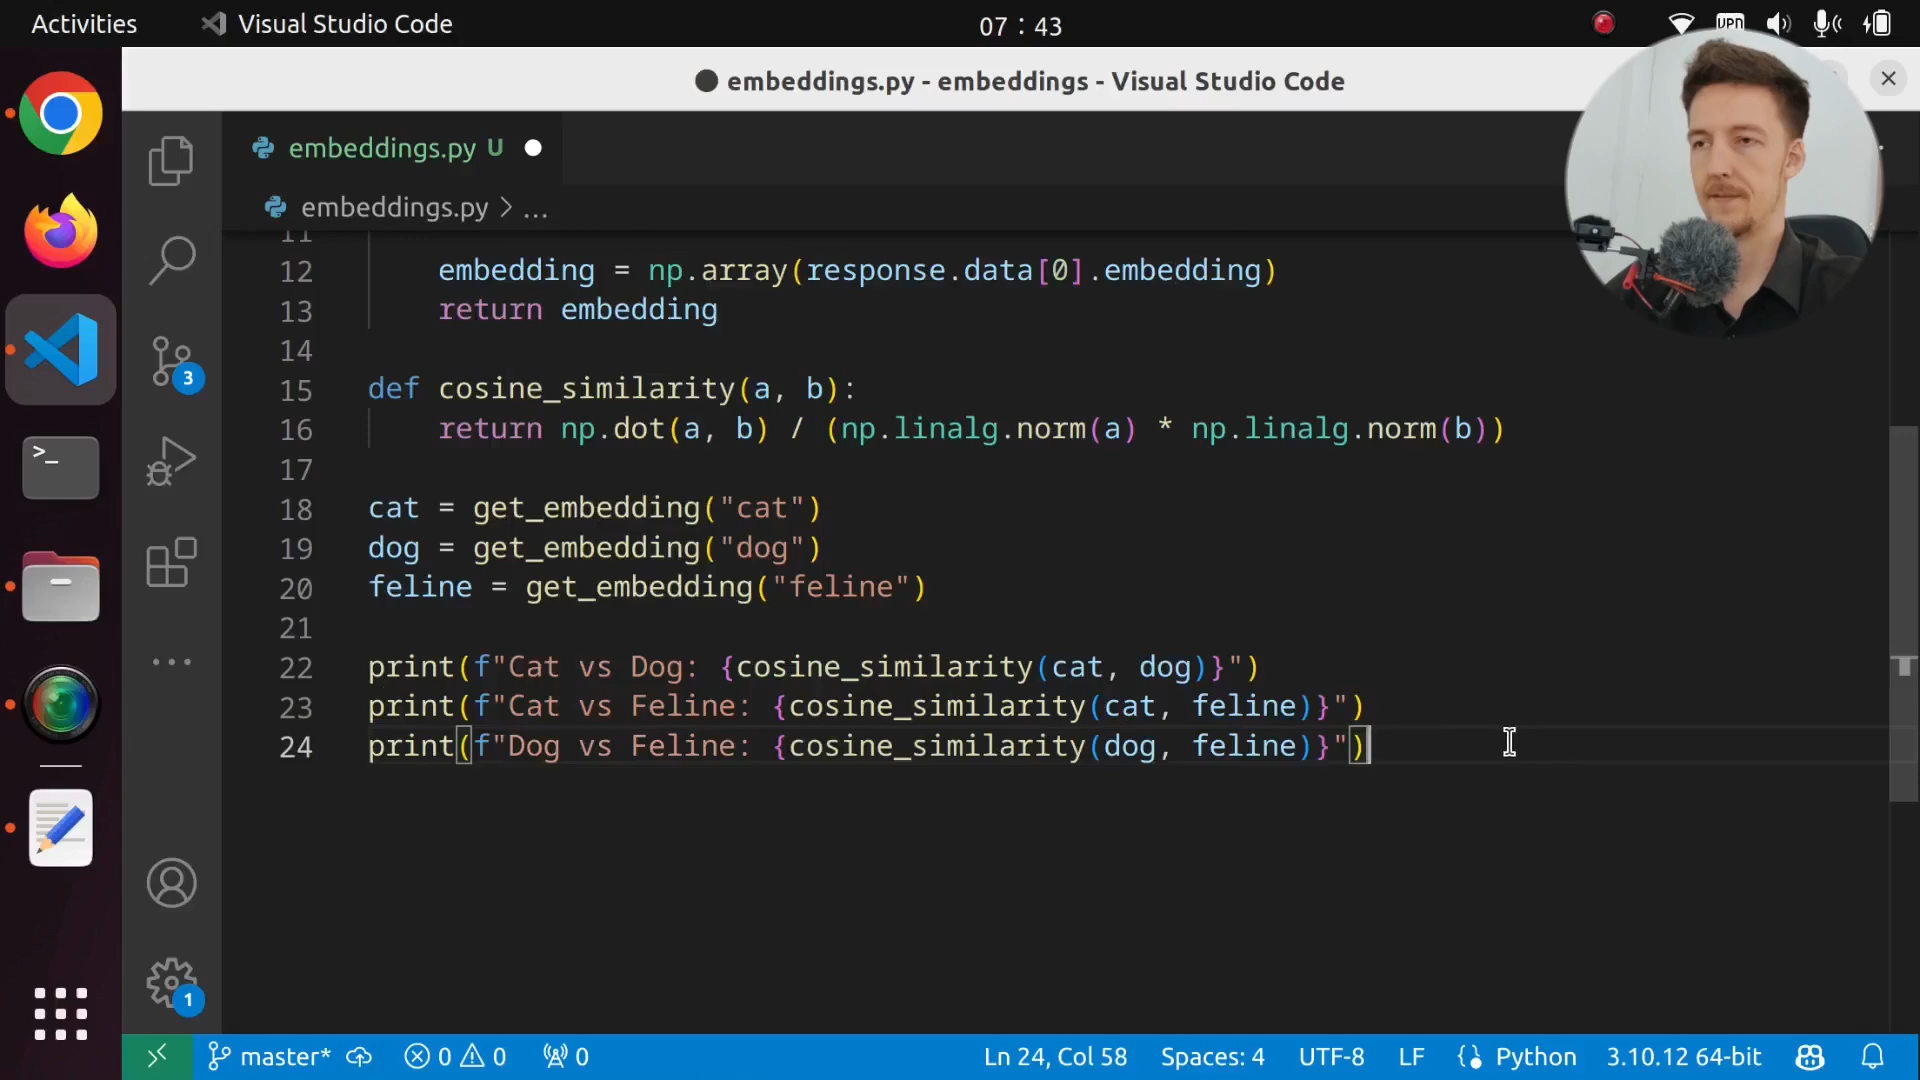 Activities
Visual Studio Code
07 : 43
VPN
embeddings.py - embeddings - Visual Studio Code
embeddings.py U
embeddings.py > ...
11
12 embedding = np.array(response.data[0].embedding)
13 return embedding
14
15 def cosine_similarity(a, b):
16 return np.dot(a, b) / (np.linalg.norm(a) * np.linalg.norm(b))
17
18 cat = get_embedding("cat")
19 dog = get_embedding("dog")
20 feline = get_embedding("feline")
21
22 print(f"Cat vs Dog: {cosine_similarity(cat, dog)}")
23 print(f"Cat vs Feline: {cosine_similarity(cat, feline)}")
24 print(f"Dog vs Feline: {cosine_similarity(dog, feline)}")
3
1
>_
master* 0 0 0 Ln 24, Col 58 Spaces: 4 UTF-8 LF Python 3.10.12 64-bit